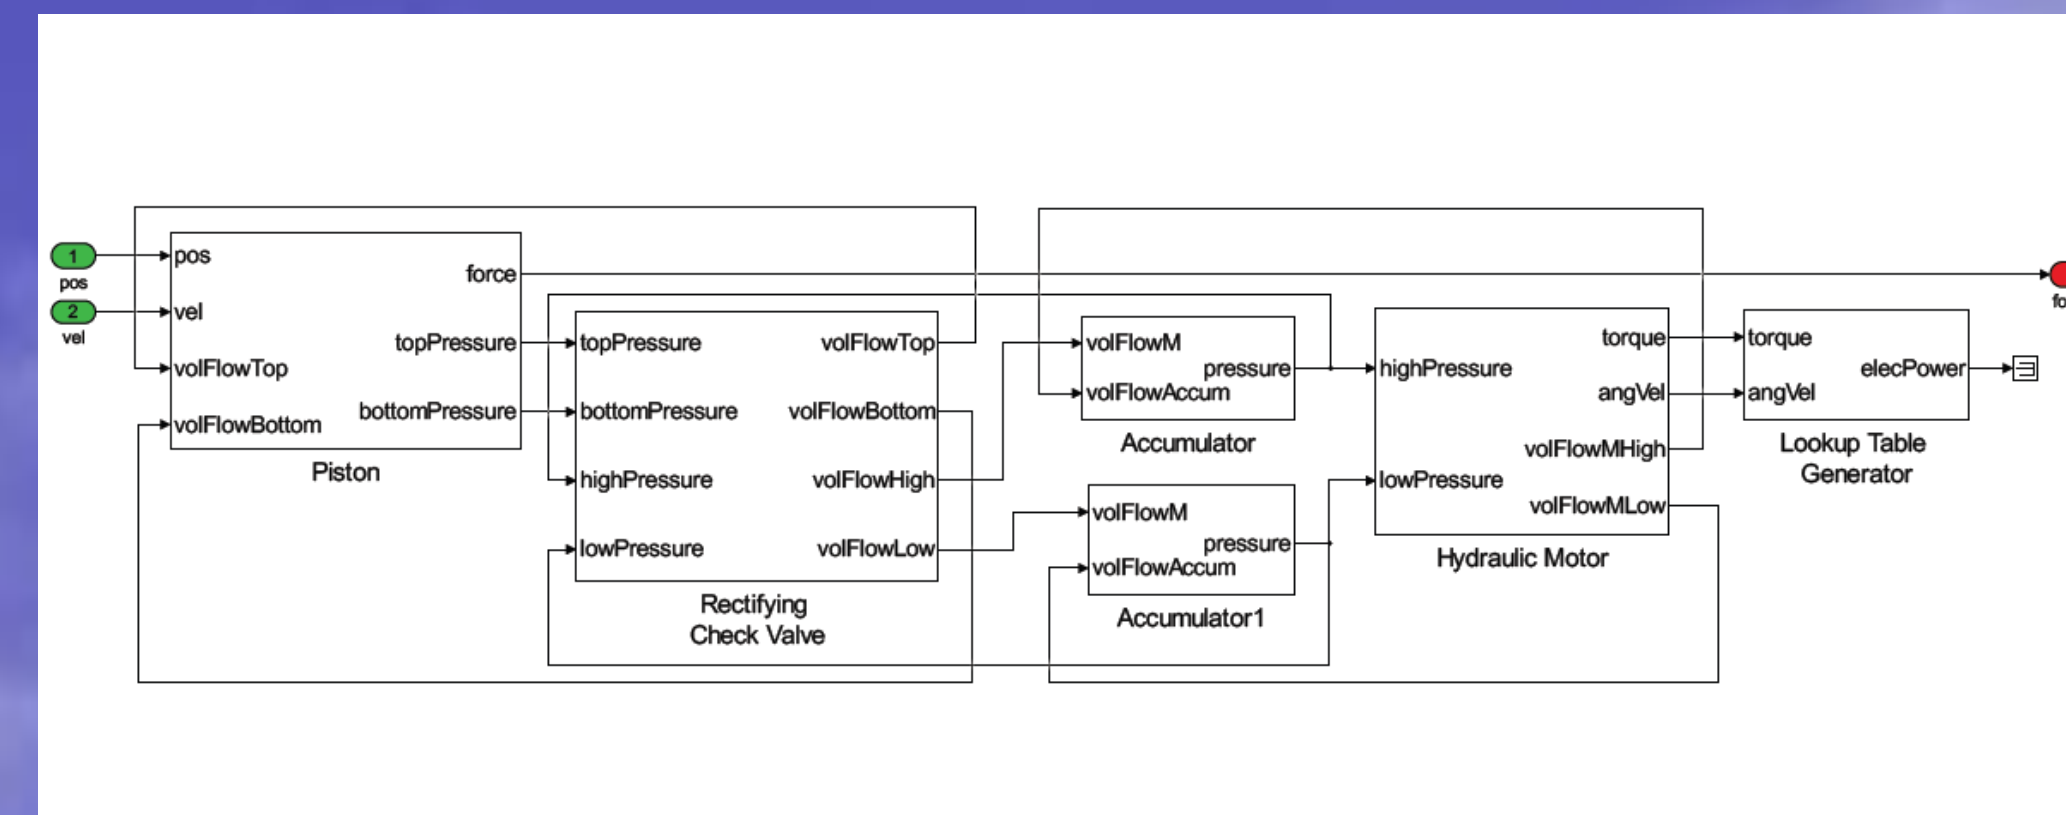 1
pos
2
vel
pos
vel
volFlowTop
volFlowBottom
force
topPressure
bottomPressure
Piston
topPressure
bottomPressure
highPressure
lowPressure
volFlowTop
volFlowBottom
volFlowHigh
volFlowLow
Rectifying
Check Valve
volFlowM
volFlowAccum
pressure
Accumulator
volFlowM
volFlowAccum
pressure
Accumulator1
highPressure
lowPressure
torque
angVel
volFlowMHigh
volFlowMLow
Hydraulic Motor
torque
angVel
elecPower
Lookup Table
Generator